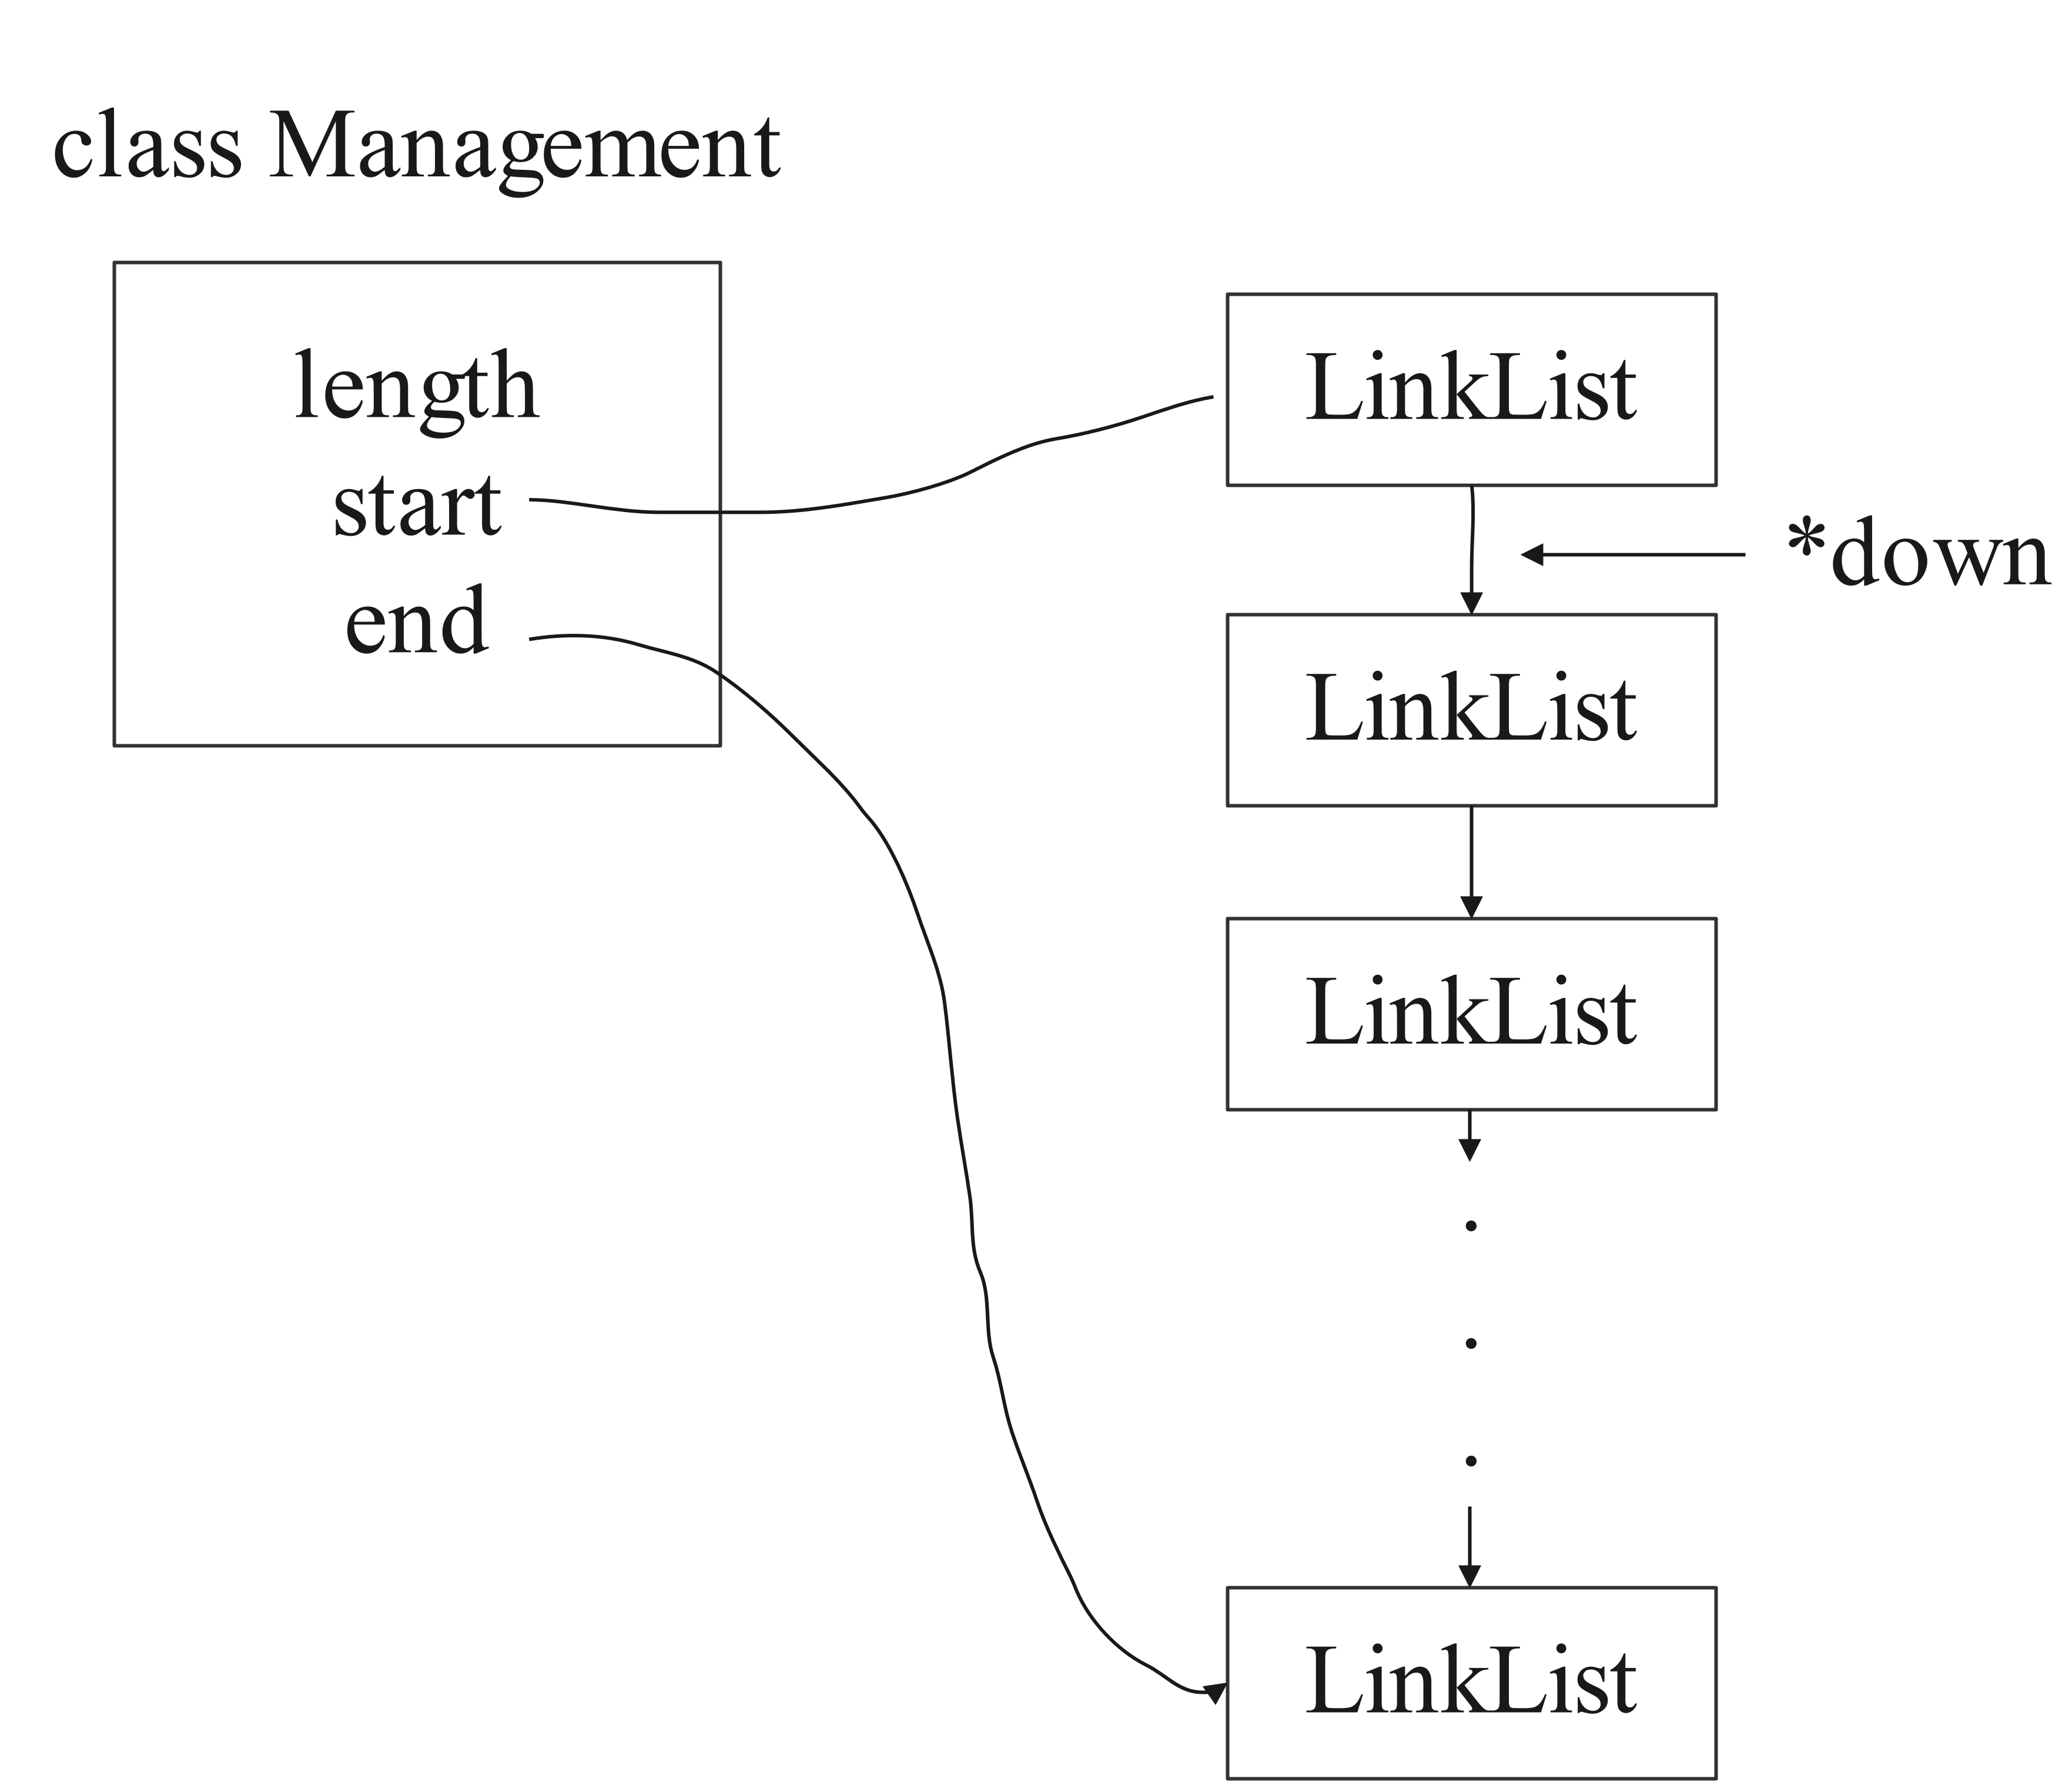 class Management
length
start
end
LinkList
*down
LinkList
LinkList
LinkList